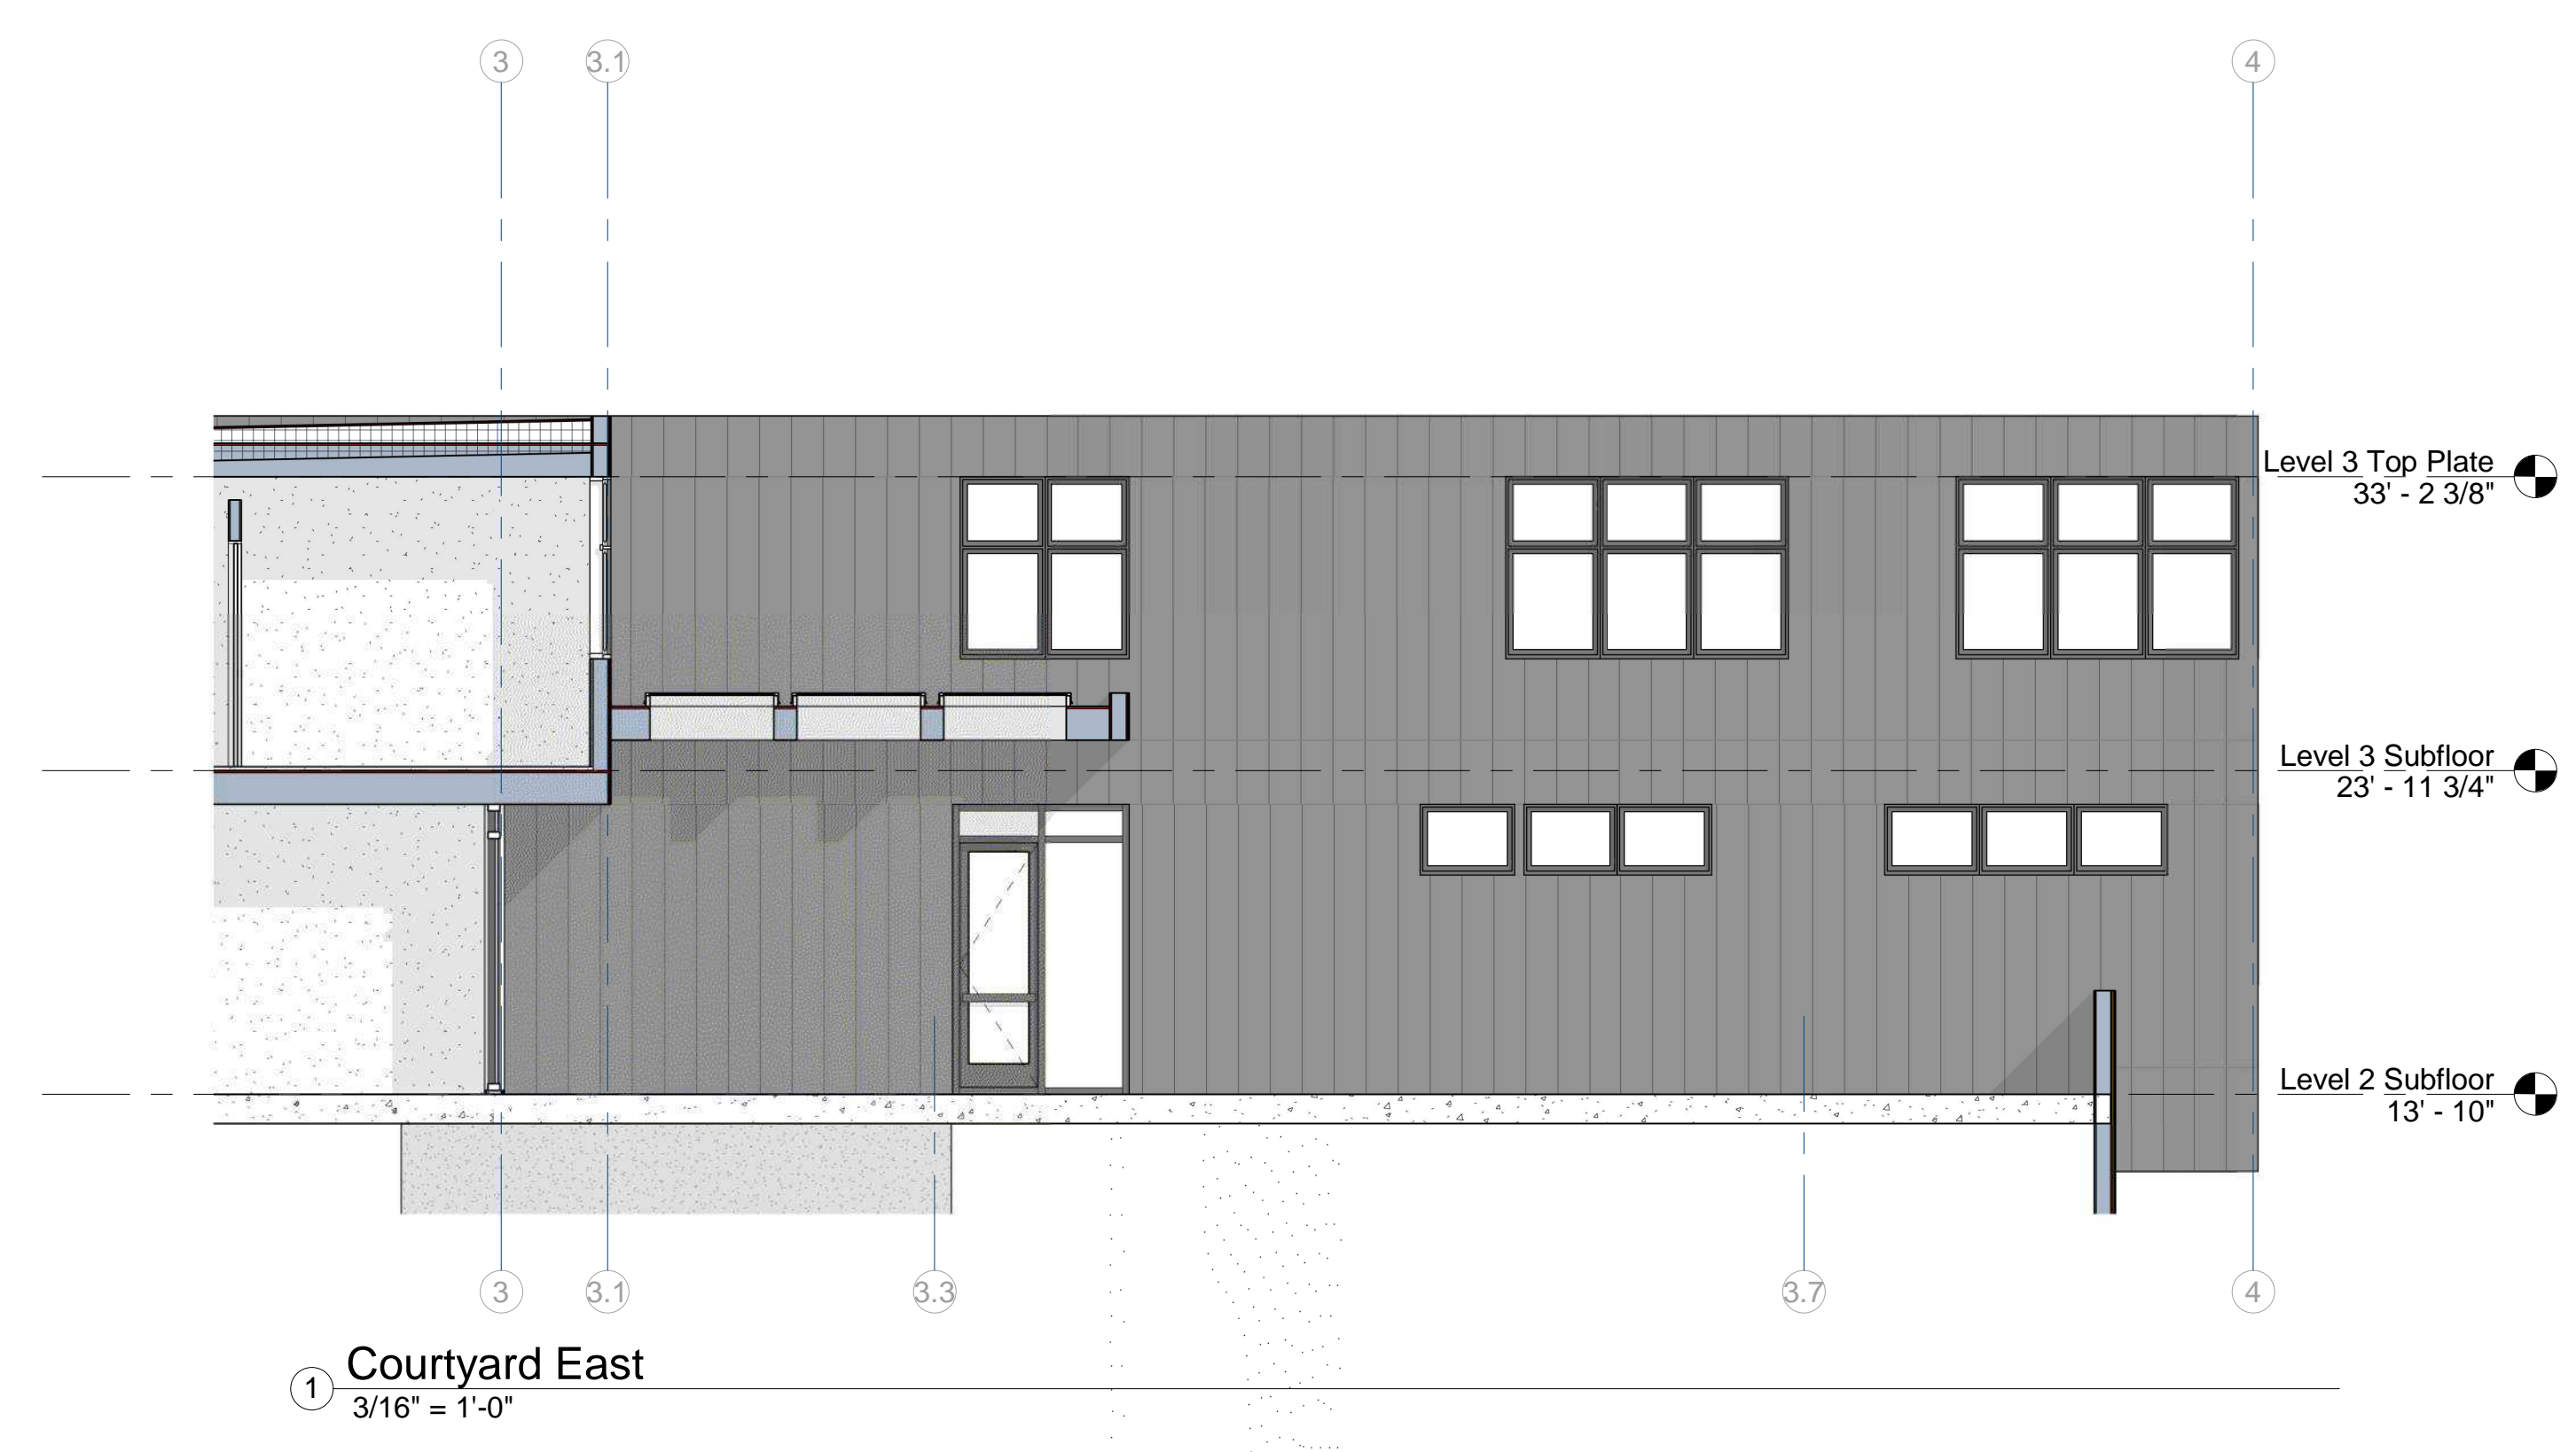 3
3.1
4
Level 3 Top Plate
33' - 2 3/8"
Level 3 Subfloor
23' - 11 3/4"
Level 2 Subfloor
13' - 10"
3
3.1
3.3
3.7
4
1
Courtyard East
3/16" = 1'-0"